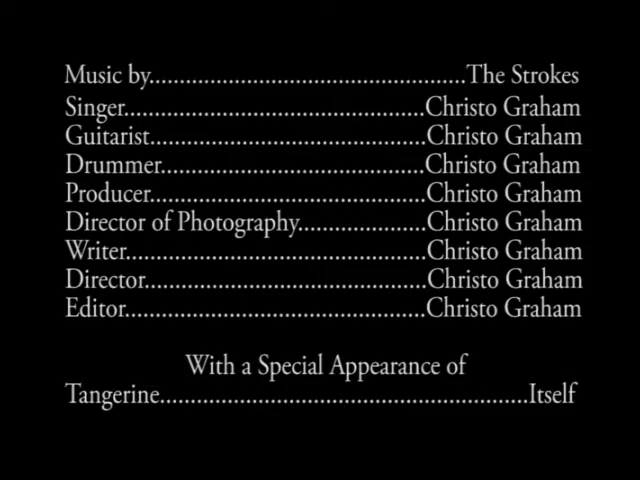 Music by..............................................The Strokes
Singer............................................Christo Graham
Guitarist........................................Christo Graham
Drummer......................................Christo Graham
Producer........................................Christo Graham
Director of Photography..................Christo Graham
Writer............................................Christo Graham
Director.........................................Christo Graham
Editor............................................Christo Graham
With a Special Appearance of
Tangerine.....................................................Itself